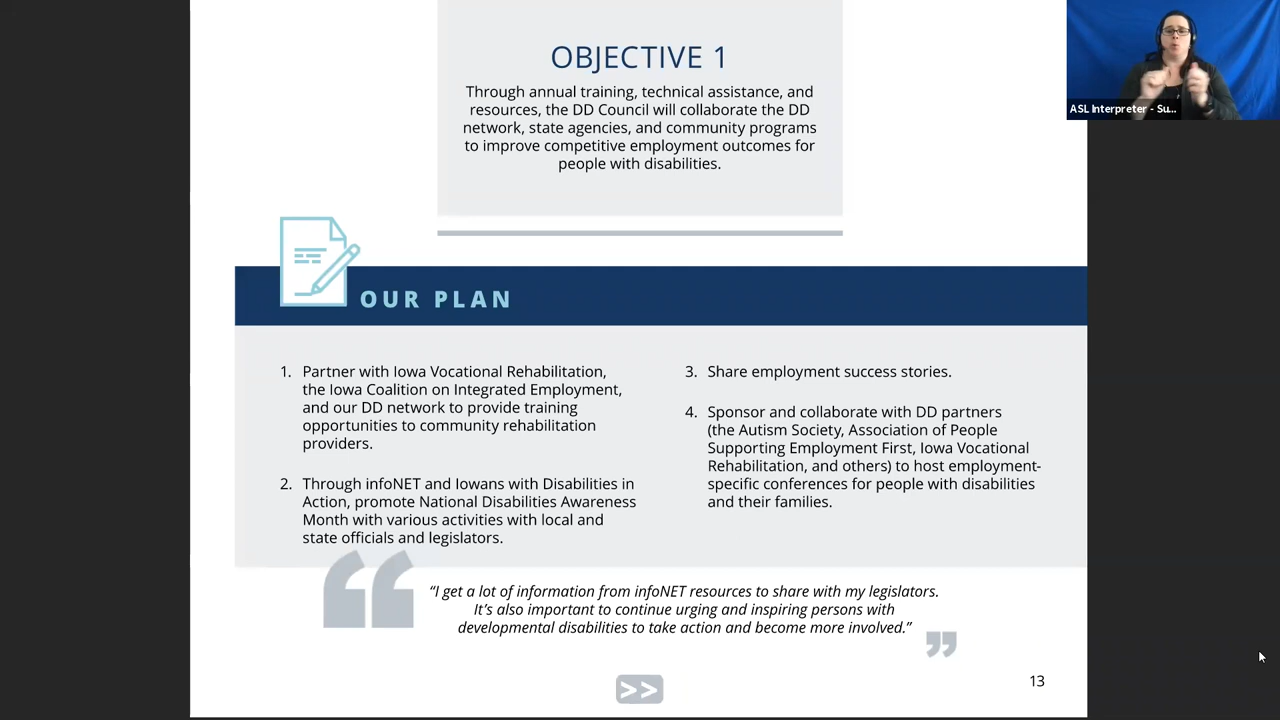 OBJECTIVE 1
Through annual training, technical assistance, and
resources, the DD Council will collaborate the DD
network, state agencies, and community programs
to improve competitive employment outcomes for
people with disabilities.
ASL Interpreter - Su...
OUR PLAN
1. Partner with Iowa Vocational Rehabilitation,
the Iowa Coalition on Integrated Employment,
and our DD network to provide training
opportunities to community rehabilitation
providers.
2. Through infoNET and Iowans with Disabilities in
Action, promote National Disabilities Awareness
Month with various activities with local and
state officials and legislators.
3. Share employment success stories.
4. Sponsor and collaborate with DD partners
(the Autism Society, Association of People
Supporting Employment First, Iowa Vocational
Rehabilitation, and others) to host employment-
specific conferences for people with disabilities
and their families.
“I get a lot of information from infoNET resources to share with my legislators.
It’s also important to continue urging and inspiring persons with
developmental disabilities to take action and become more involved.”
>>
13